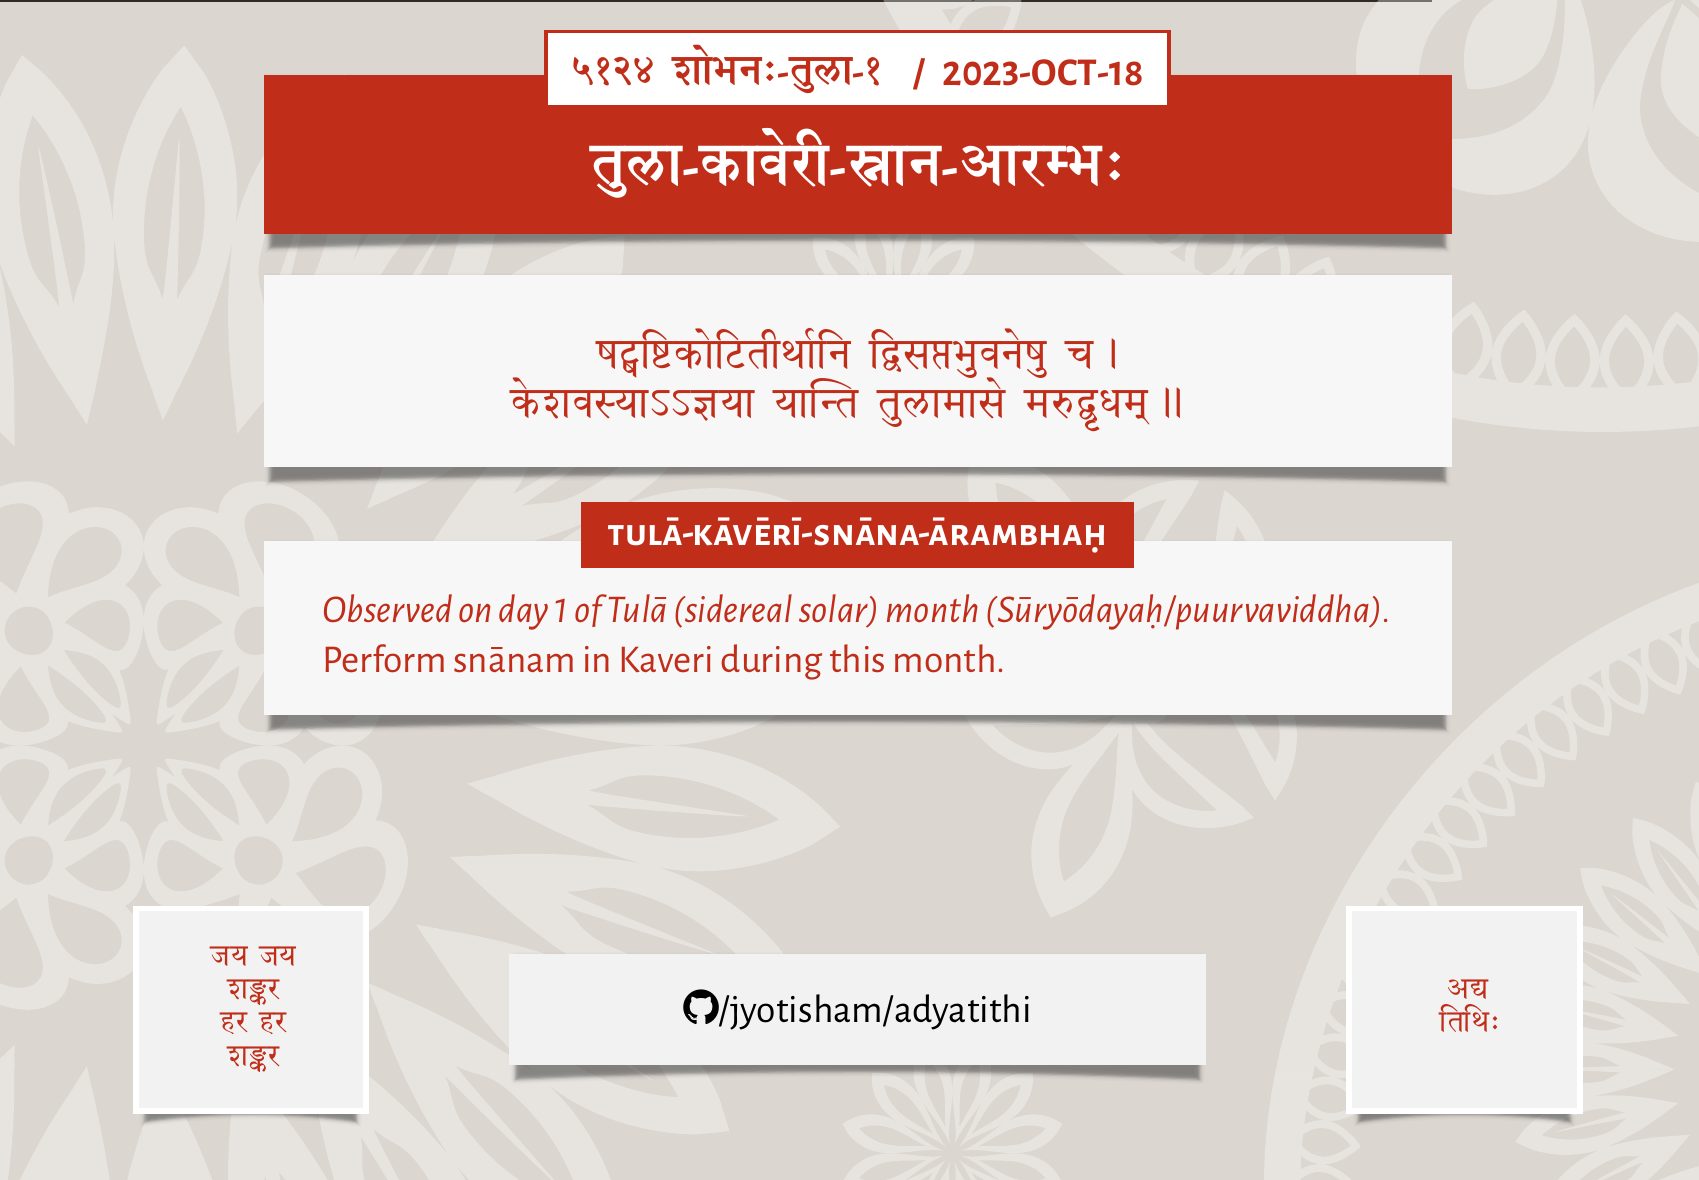 ५१२४ शोभनः-तुला-१ / 2023-OCT-18
तुला-कावेरी-स्नान-आरम्भः
षट्षष्टिकोटितीर्थानि द्विसप्तभुवनेषु च।
केशवस्याऽऽज्ञया यान्ति तुलामासे मरुद्वृधम्॥
TULĀ-KĀVĒRĪ-SNĀNA-ĀRAMBHAḤ
Observed on day 1 of Tulā (sidereal solar) month (Sūryōdayaḥ/puurvaviddha).
Perform snānam in Kaveri during this month.
जय जय
शङ्कर
हर हर
शङ्कर
/jyotisham/adyatithi
अद्य
तिथिः